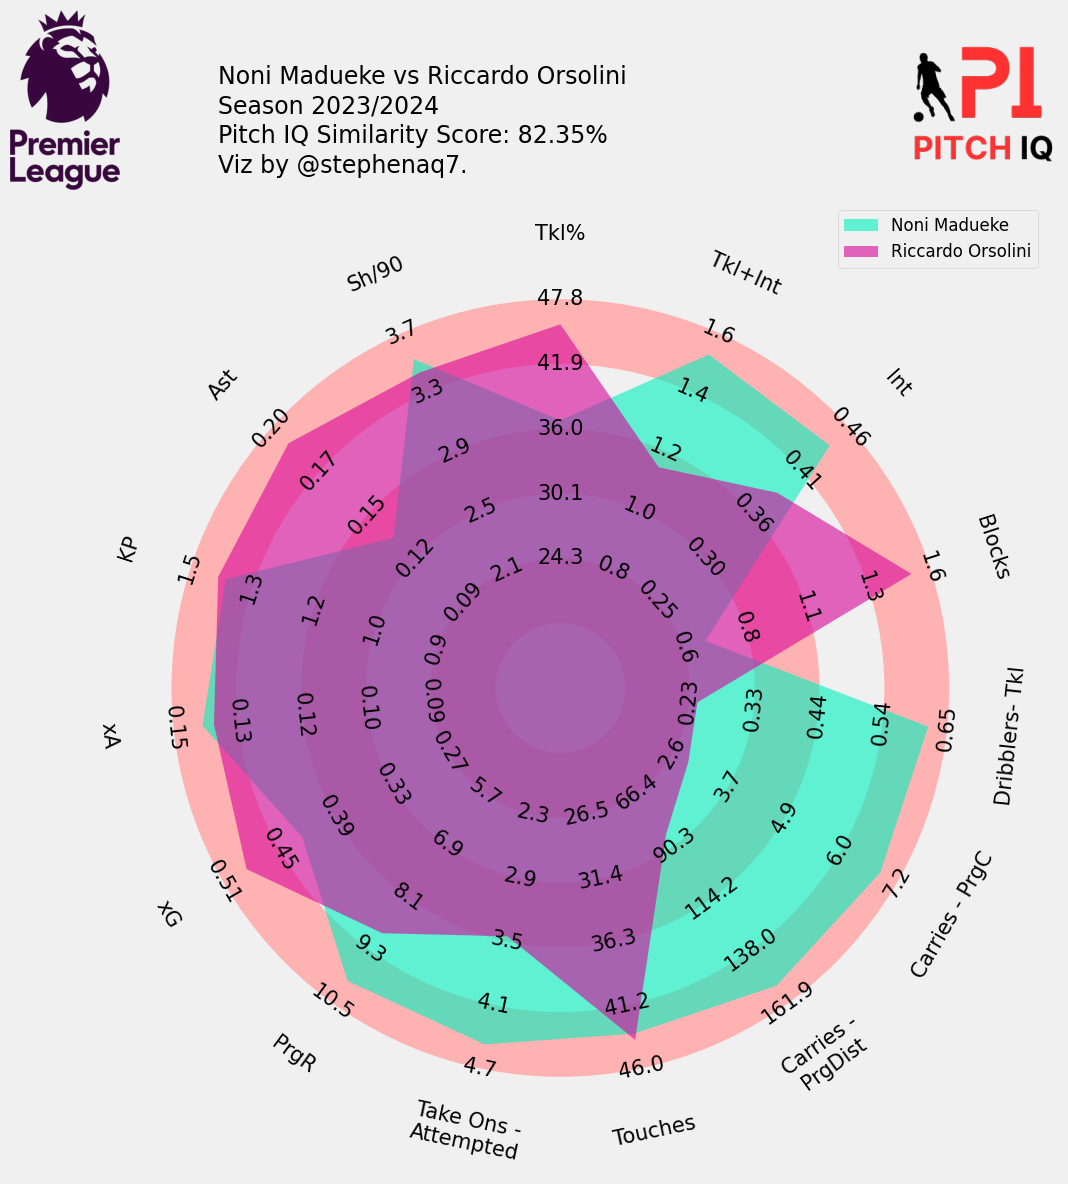 Noni Madueke vs Riccardo Orsolini
Season 2023/2024
Pitch IQ Similarity Score: 82.35%
Viz by @stephenaq7.
Premier
League
PI
PITCH IQ
Noni Madueke
Riccardo Orsolini
Tkl%
47.8
41.9
36.0
30.1
24.3
Tkl+Int
1.6
1.4
1.2
1.0
0.8
Int
0.46
0.41
0.36
0.30
0.25
Blocks
1.6
1.3
1.1
0.8
0.6
Dribblers- Tkl
0.65
0.54
0.44
0.33
0.23
Carries - PrgC
7.2
6.0
4.9
3.7
2.6
Carries -
PrgDist
161.9
138.0
114.2
90.3
66.4
Touches
46.0
41.2
36.3
31.4
26.5
Take Ons -
Attempted
4.7
4.1
3.5
2.9
2.3
PrgR
10.5
9.3
8.1
6.9
5.7
xG
0.51
0.45
0.39
0.33
0.27
xA
0.15
0.13
0.12
0.10
0.09
KP
1.5
1.3
1.2
1.0
0.9
Ast
0.20
0.17
0.15
0.12
0.09
Sh/90
3.7
3.3
2.9
2.5
2.1